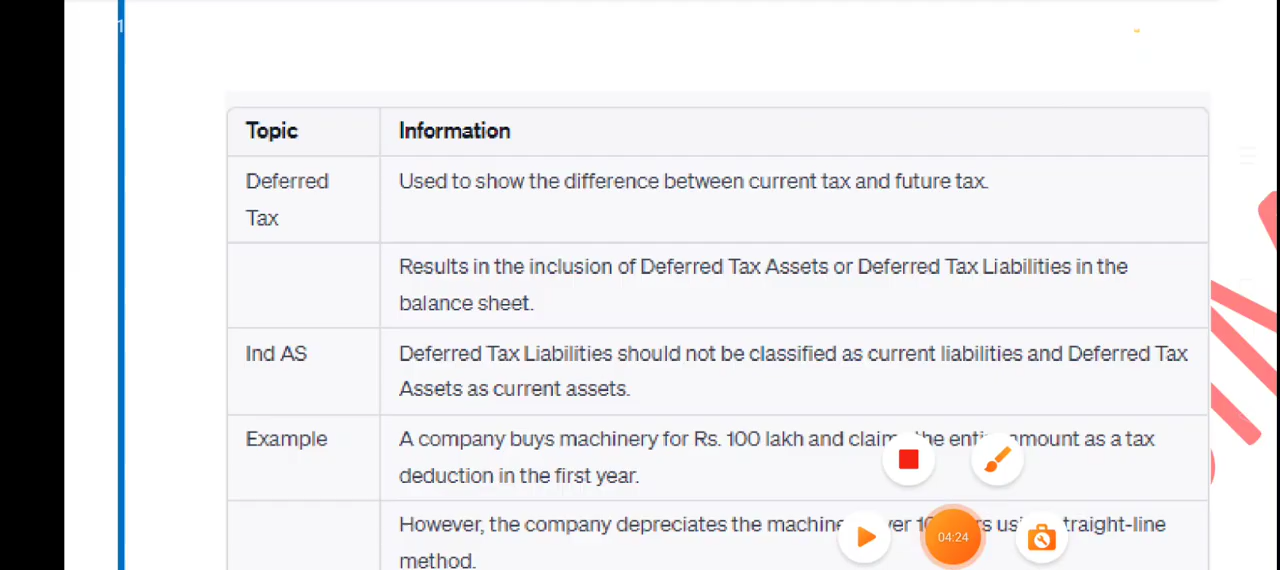 1
Topic Information
Deferred Used to show the difference between current tax and future tax.
Tax
Results in the inclusion of Deferred Tax Assets or Deferred Tax Liabilities in the
balance sheet.
Ind AS Deferred Tax Liabilities should not be classified as current liabilities and Deferred Tax
Assets as current assets.
Example A company buys machinery for Rs. 100 lakh and the amount as a tax
deduction in the first year.
However, the company depreciates the straight-line
method.
04:24